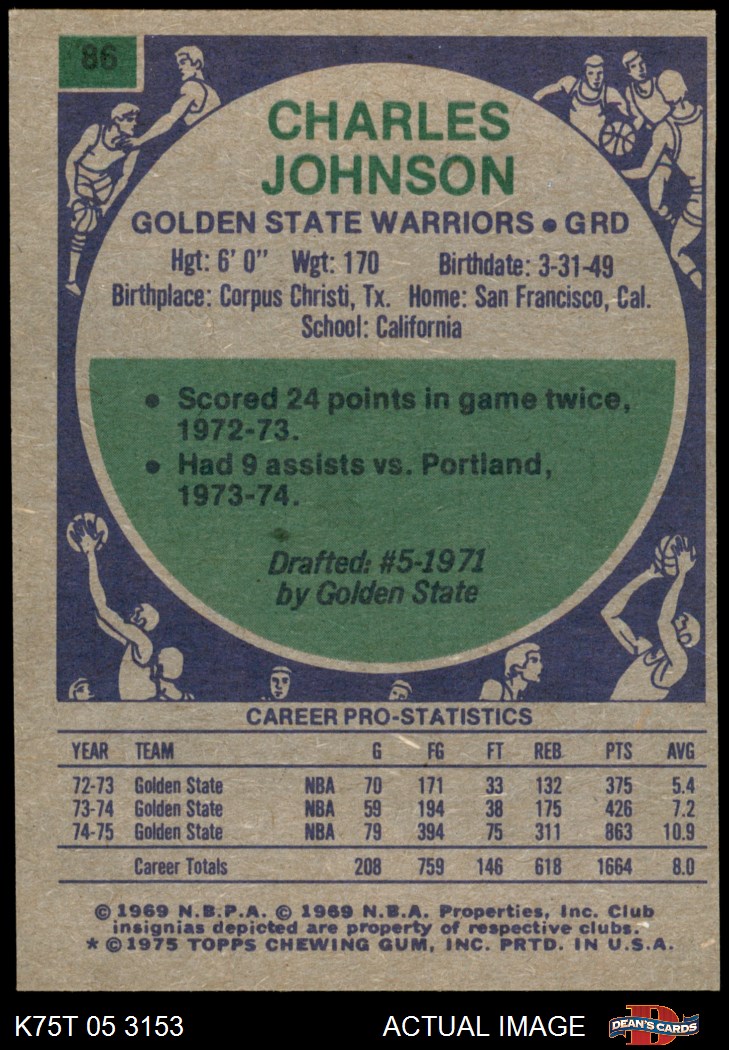 86
CHARLES
JOHNSON
GOLDEN STATE WARRIORS • GRD
Hgt: 6' 0" Wgt: 170 Birthdate: 3-31-49
Birthplace: Corpus Christi, Tx. Home: San Francisco, Cal.
School: California
• Scored 24 points in game twice,
1972-73.
• Had 9 assists vs. Portland,
1973-74.
Drafted: #5-1971
by Golden State
CAREER PRO-STATISTICS
YEAR TEAM G FG FT REB PTS AVG
72-73 Golden State NBA 70 171 33 132 375 5.4
73-74 Golden State NBA 59 194 38 175 426 7.2
74-75 Golden State NBA 79 394 75 311 863 10.9
Career Totals 208 759 146 618 1664 8.0
© 1969 N.B.P.A. © 1969 N.B.A. Properties, Inc. Club
insignias depicted are property of respective clubs.
* © 1975 TOPPS CHEWING GUM, INC. PRTD. IN U.S.A.
K75T 05 3153 ACTUAL IMAGE DEAN'S CARDS